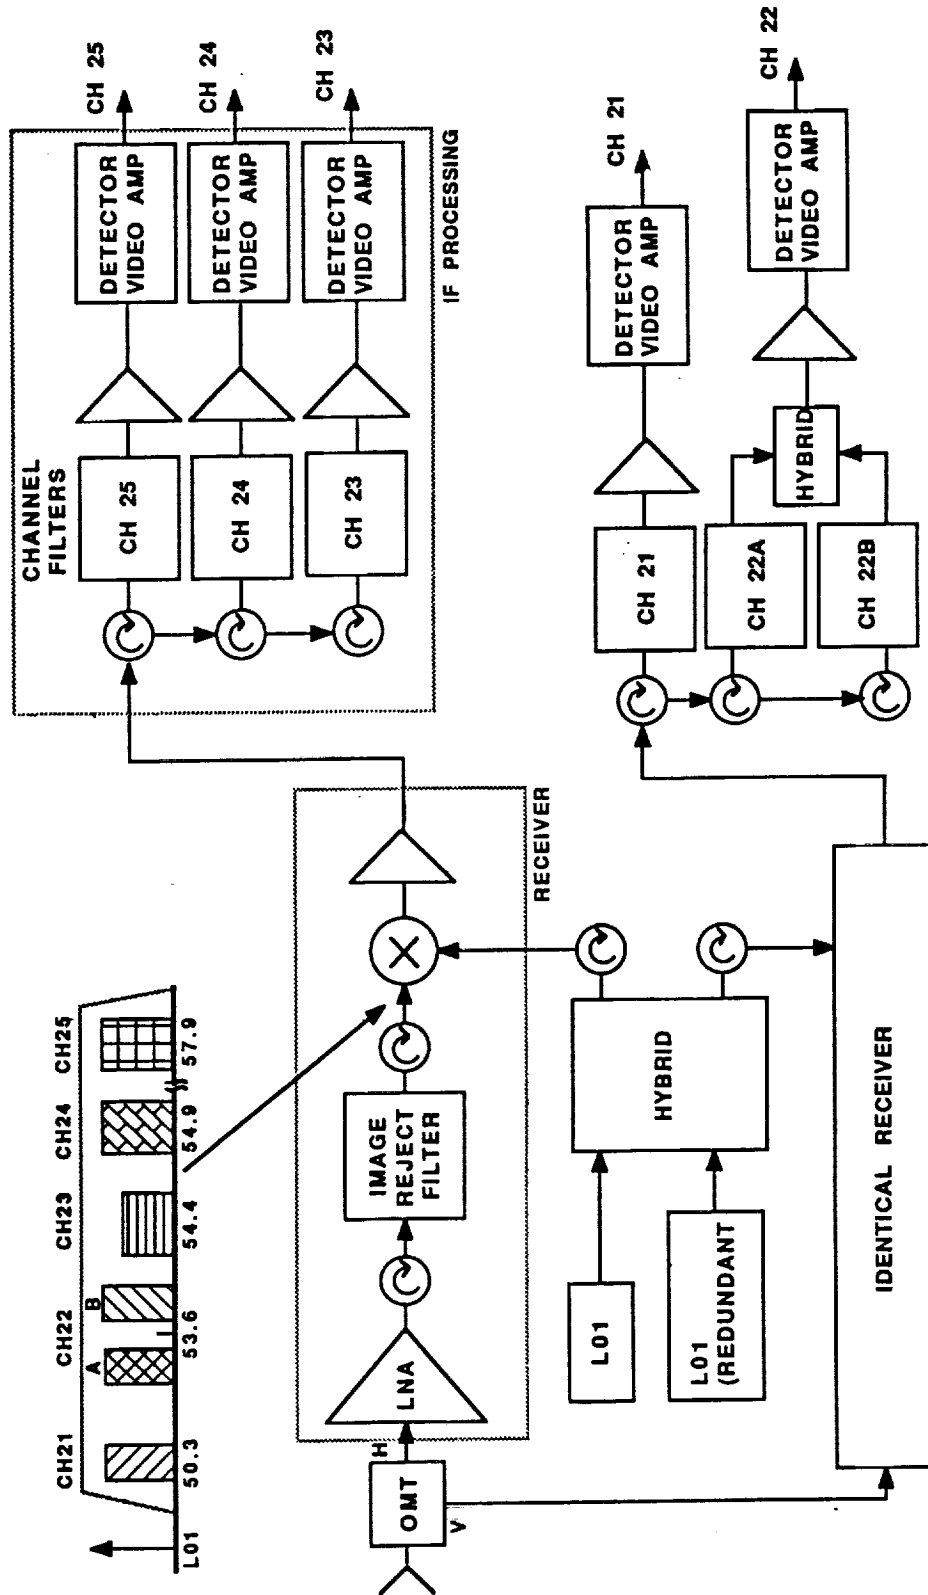 CH21
CH22
CH23
CH24
CH25
A
B
L01
50.3
53.6
54.4
54.9
57.9
OMT
H
V
LNA
IMAGE
REJECT
FILTER
RECEIVER
L01
L01
(REDUNDANT
HYBRID
IDENTICAL RECEIVER
CHANNEL
FILTERS
CH 25
DETECTOR
VIDEO AMP
CH 25
CH 24
DETECTOR
VIDEO AMP
CH 24
CH 23
DETECTOR
VIDEO AMP
CH 23
IF PROCESSING
CH 21
DETECTOR
VIDEO AMP
CH 21
CH 22A
CH 22B
HYBRID
DETECTOR
VIDEO AMP
CH 22